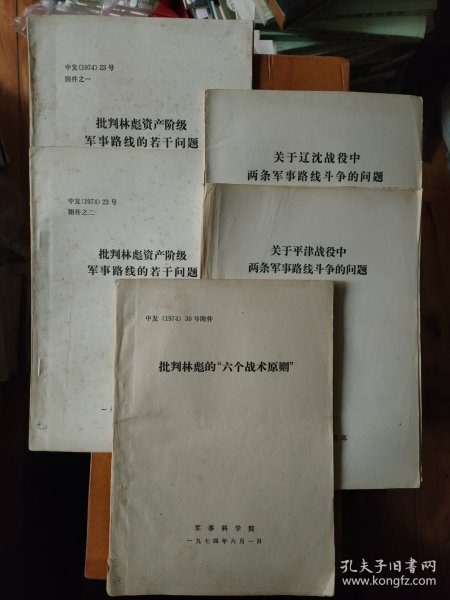 中发（1974）23号
附件之一
批判林彪资产阶级
军事路线的若干问题
关于辽沈战役中
两条军事路线斗争的问题
中发（1974）23号
附件之二
批判林彪资产阶级
军事路线的若干问题
关于平津战役中
两条军事路线斗争的问题
中发（1974）30号附件
批判林彪的“六个战术原则”
军事科学院
一九七四年六月一日
孔夫子旧书网
www.kongfz.com